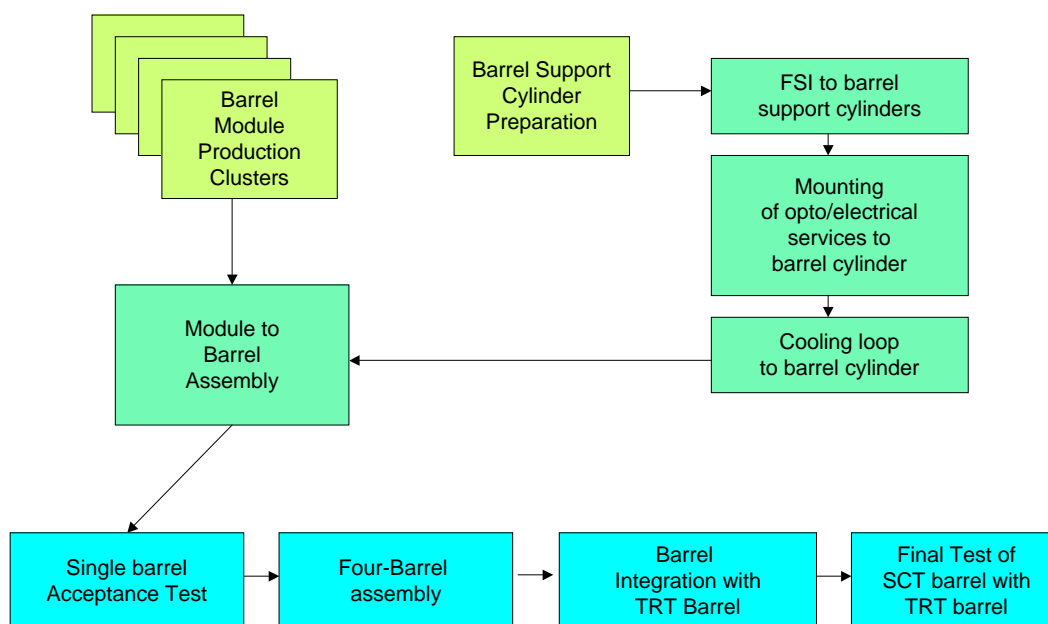 Barrel
Module
Production
Clusters
Barrel Support
Cylinder
Preparation
FSI to barrel
support cylinders
Mounting
of opto/electrical
services to
barrel cylinder
Cooling loop
to barrel cylinder
Module to
Barrel
Assembly
Single barrel
Acceptance Test
Four-Barrel
assembly
Barrel
Integration with
TRT Barrel
Final Test of
SCT barrel with
TRT barrel